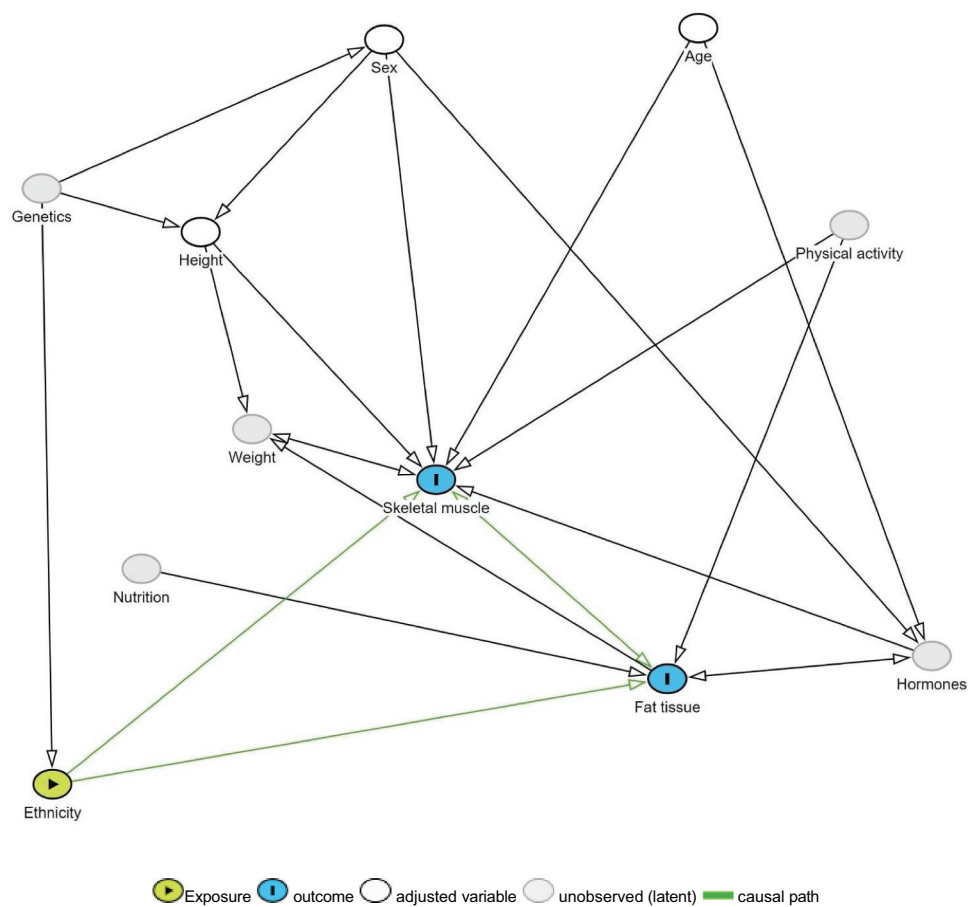 Sex
Age
Genetics
Height
Physical activity
Weight
Skeletal muscle
Nutrition
Hormones
Fat tissue
Ethnicity
Exposure outcome adjusted variable unobserved (latent) causal path